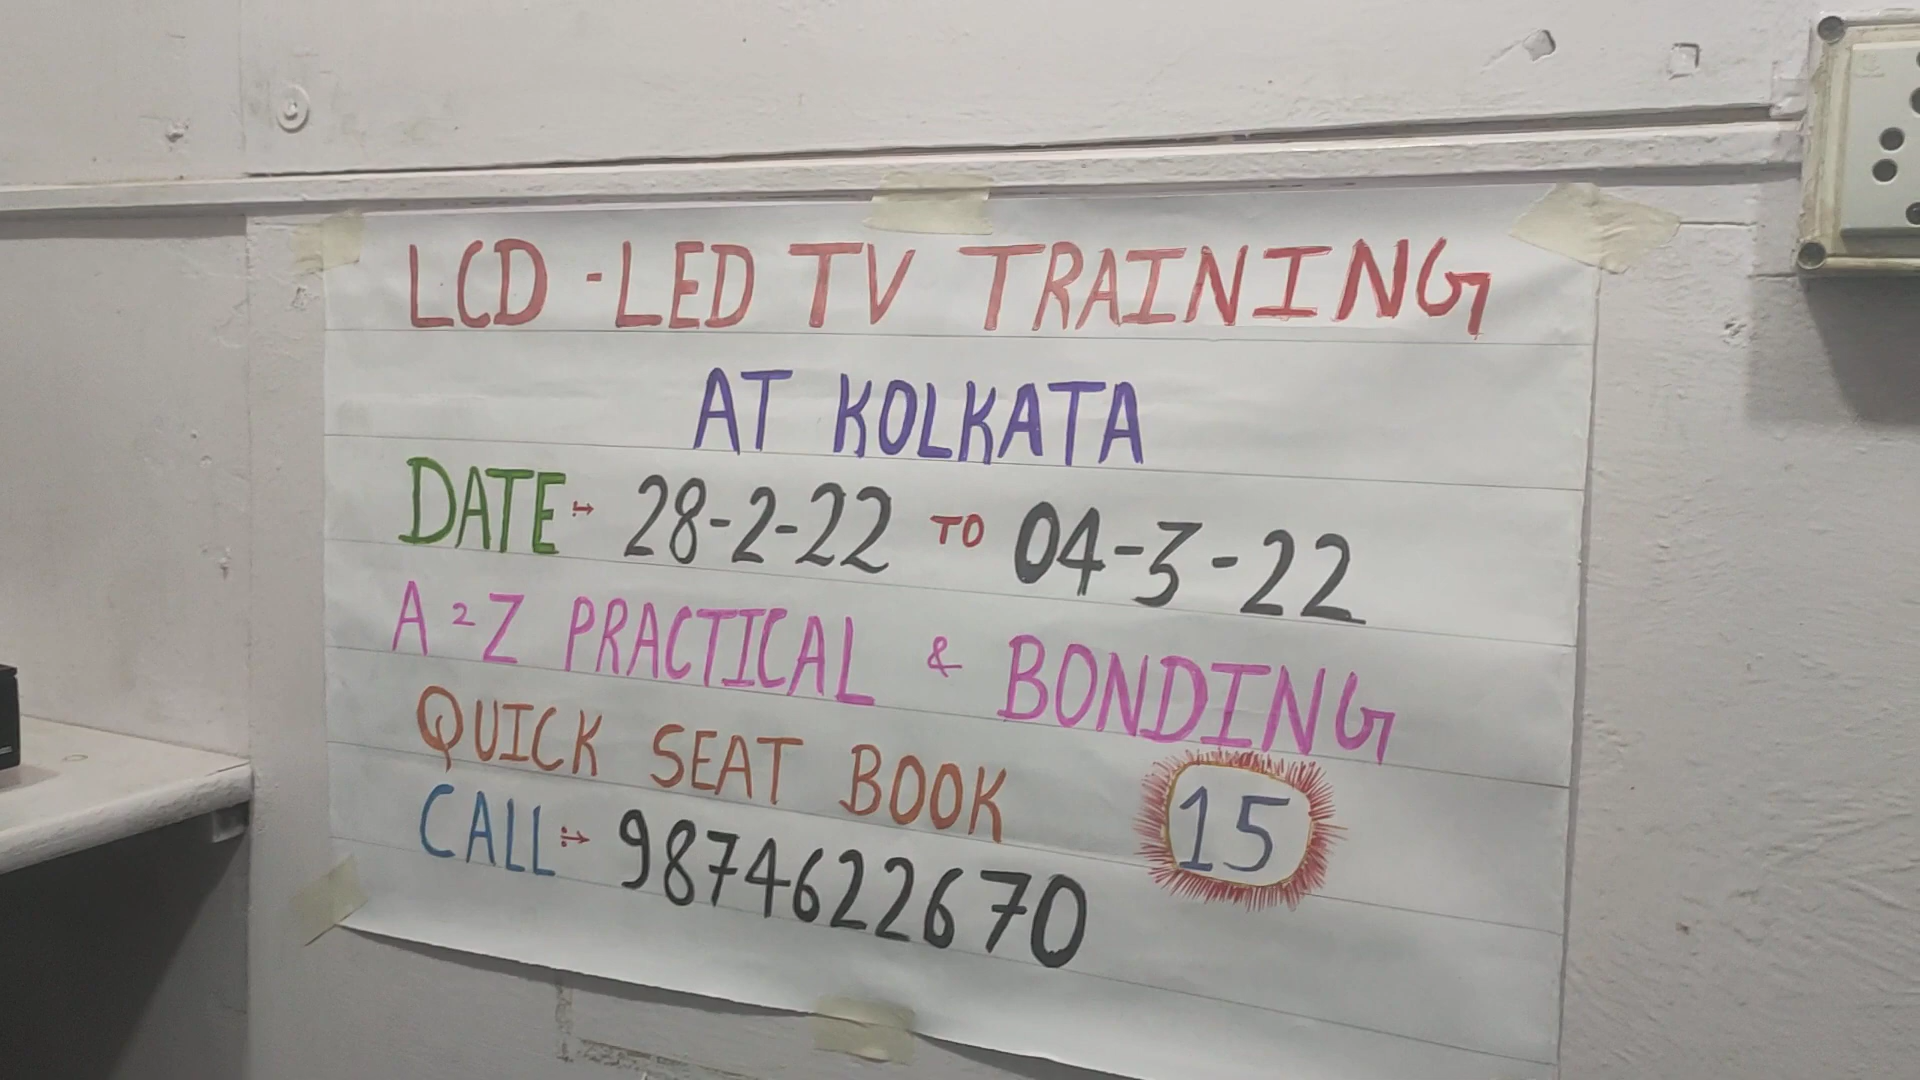 LCD-LED TV TRAINING
AT KOLKATA
DATE:- 28-2-22 TO 04-3-22
A2Z PRACTICAL & BONDING
QUICK SEAT BOOK 15
CALL:- 9874622670